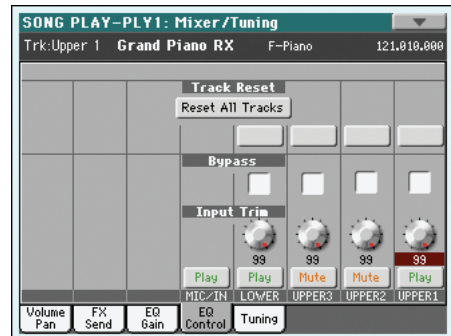 SONG PLAY-PLY1: Mixer/Tuning
Trk:Upper 1 Grand Piano RX F-Piano 121.010.000
Track Reset
Reset All Tracks
Bypass
Input Trim
99 99 99 99
Play Play Mute Mute Play
MIC/IN LOWER UPPER3 UPPER2 UPPER1
Volume Pan FX Send EQ Gain EQ Control Tuning